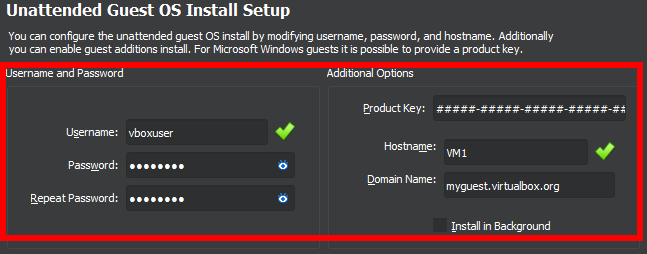 Unattended Guest OS Install Setup
You can configure the unattended guest OS install by modifying username, password, and hostname. Additionally
you can enable guest additions install. For Microsoft Windows guests it is possible to provide a product key.
Username and Password
Username: vboxuser
Password: ●●●●●●●●
Repeat Password: ●●●●●●●●
Additional Options
Product Key: #####-#####-#####-#####-##
Hostname: VM1
Domain Name: myguest.virtualbox.org
Install in Background